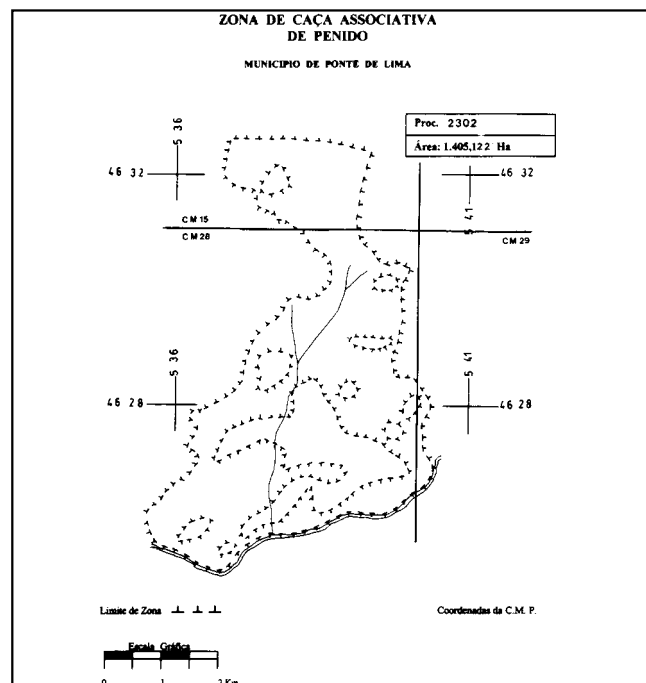 ZONA DE CAÇA ASSOCIATIVA
DE PENIDO
MUNICIPIO DE PONTE DE LIMA
Proc. 2302
Área: 1.405,122 Ha
5 36
46 32
46 32
5 41
CM 15
CM 28
CM 29
5 36
5 41
46 28
46 28
Limite de Zona
Coordenadas da C. M. P.
Escala Gráfica
0 1 2 Km